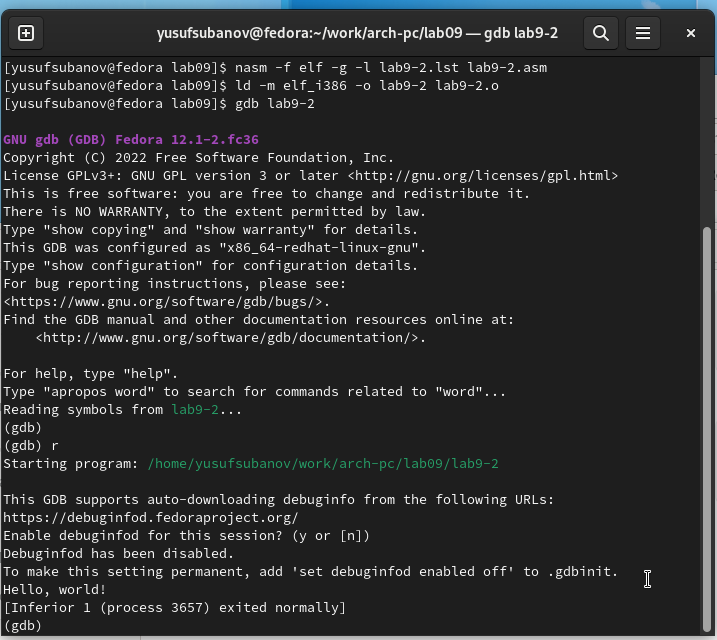 yusufsubanov@fedora:~/work/arch-pc/lab09 — gdb lab9-2
[yusufsubanov@fedora lab09]$ nasm -f elf -g -l lab9-2.lst lab9-2.asm
[yusufsubanov@fedora lab09]$ ld -m elf_i386 -o lab9-2 lab9-2.o
[yusufsubanov@fedora lab09]$ gdb lab9-2
GNU gdb (GDB) Fedora 12.1-2.fc36
Copyright (C) 2022 Free Software Foundation, Inc.
License GPLv3+: GNU GPL version 3 or later <http://gnu.org/licenses/gpl.html>
This is free software: you are free to change and redistribute it.
There is NO WARRANTY, to the extent permitted by law.
Type "show copying" and "show warranty" for details.
This GDB was configured as "x86_64-redhat-linux-gnu".
Type "show configuration" for configuration details.
For bug reporting instructions, please see:
<https://www.gnu.org/software/gdb/bugs/>.
Find the GDB manual and other documentation resources online at:
    <http://www.gnu.org/software/gdb/documentation/>.
For help, type "help".
Type "apropos word" to search for commands related to "word"...
Reading symbols from lab9-2...
(gdb)
(gdb) r
Starting program: /home/yusufsubanov/work/arch-pc/lab09/lab9-2
This GDB supports auto-downloading debuginfo from the following URLs:
https://debuginfod.fedoraproject.org/
Enable debuginfod for this session? (y or [n])
Debuginfod has been disabled.
To make this setting permanent, add 'set debuginfod enabled off' to .gdbinit.
Hello, world!
[Inferior 1 (process 3657) exited normally]
(gdb)